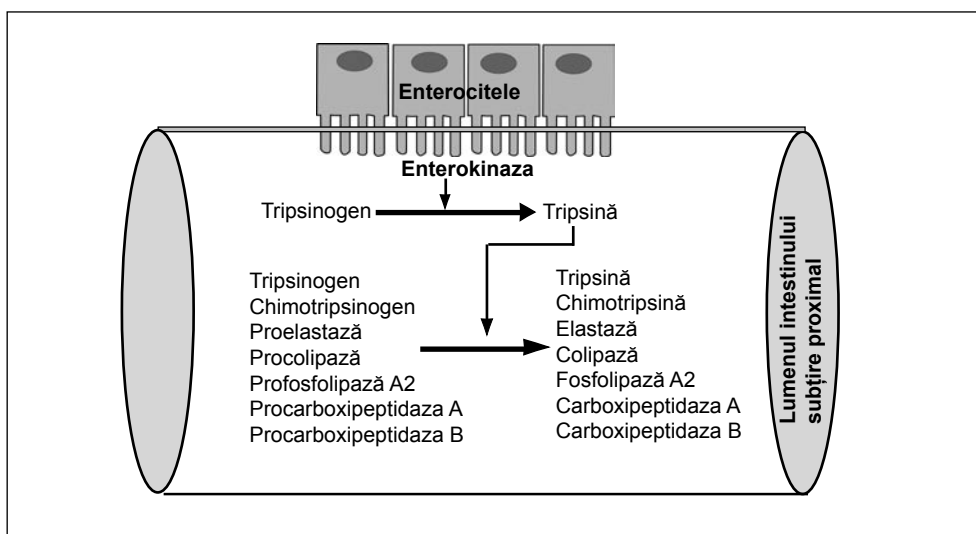 Enterocitele
Enterokinaza
Tripsinogen
Tripsină
Tripsinogen
Chimotripsinogen
Proelastază
Procolipază
Profosfolipază A2
Procarboxipeptidaza A
Procarboxipeptidaza B
Tripsină
Chimotripsină
Elastază
Colipază
Fosfolipază A2
Carboxipeptidaza A
Carboxipeptidaza B
Lumenul intestinului
subțire proximal